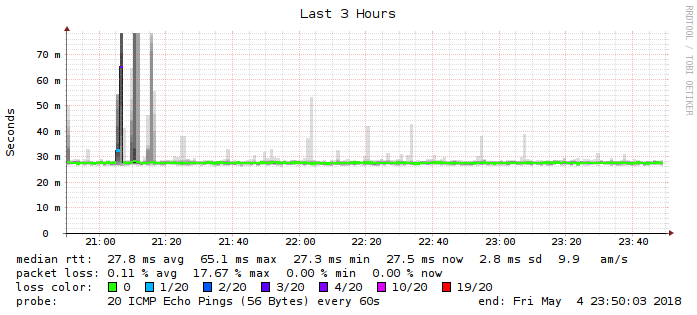 Last 3 Hours
RRDTOOL / TOBI OETIKER
Seconds
70 m
60 m
50 m
40 m
30 m
20 m
10 m
0
21:00 21:20 21:40 22:00 22:20 22:40 23:00 23:20 23:40
median rtt: 27.8 ms avg 65.1 ms max 27.3 ms min 27.5 ms now 2.8 ms sd 9.9 am/s
packet loss: 0.11 % avg 17.67 % max 0.00 % min 0.00 % now
loss color: 0 1/20 2/20 3/20 4/20 10/20 19/20
probe: 20 ICMP Echo Pings (56 Bytes) every 60s end: Fri May 4 23:50:03 2018